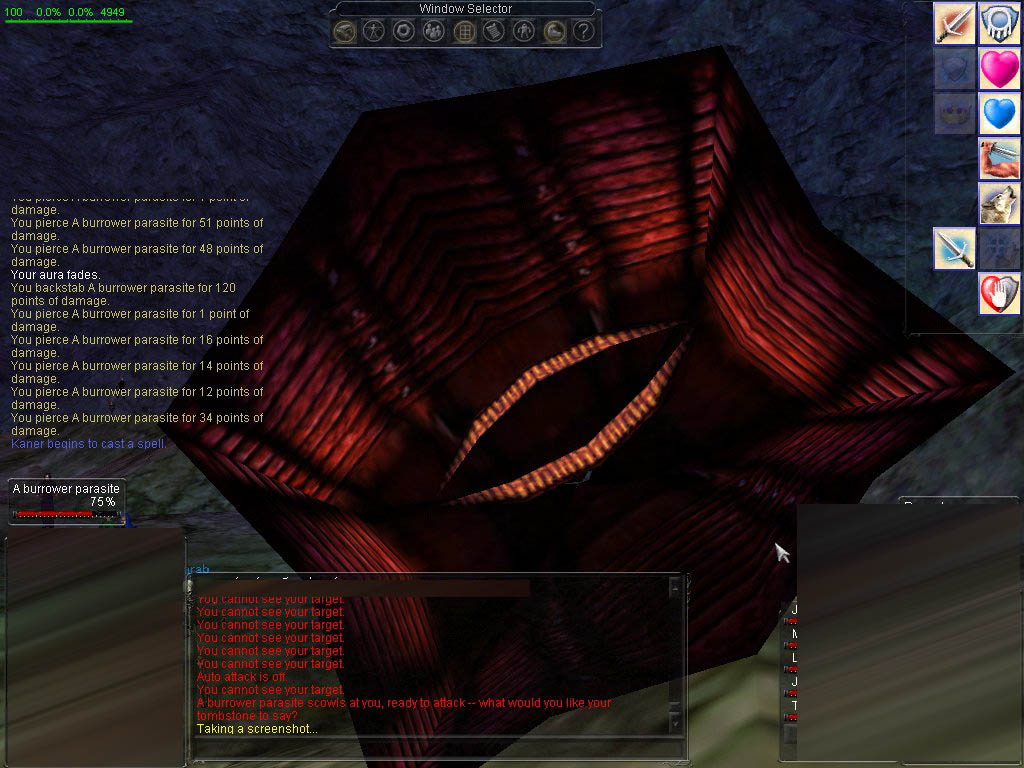 100 0.0% 0.0% 4949
Window Selector
damage.
You pierce A burrower parasite for 51 points of
damage.
You pierce A burrower parasite for 48 points of
damage.
Your aura fades.
You backstab A burrower parasite for 120
points of damage.
You pierce A burrower parasite for 1 point of
damage.
You pierce A burrower parasite for 16 points of
damage.
You pierce A burrower parasite for 14 points of
damage.
You pierce A burrower parasite for 12 points of
damage.
You pierce A burrower parasite for 34 points of
damage.
Kaner begins to cast a spell.
A burrower parasite
75%
arab
You cannot see your target.
You cannot see your target.
You cannot see your target.
You cannot see your target.
You cannot see your target.
You cannot see your target.
Auto attack is off.
You cannot see your target.
A burrower parasite scowls at you, ready to attack -- what would you like your
tombstone to say?
Taking a screenshot...
J
M
L
J
T